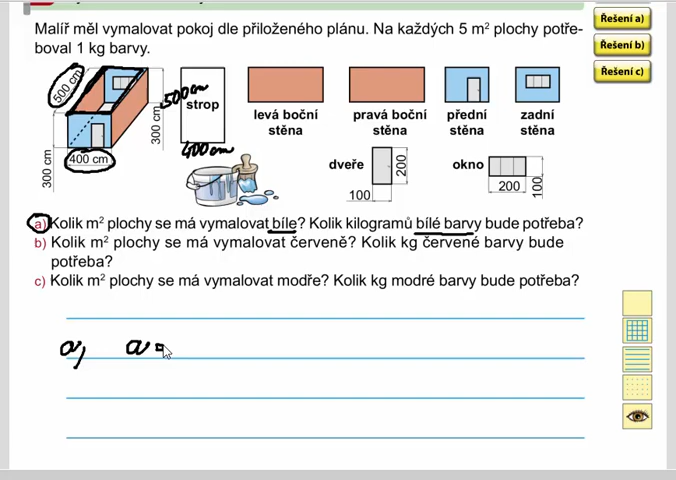 Malíř měl vymalovat pokoj dle přiloženého plánu. Na každých 5 m² plochy potře-
boval 1 kg barvy.
Řešení a)
Řešení b)
Řešení c)
500 cm
300 cm
400 cm
300 cm
500 cm
strop
400 cm
levá boční
stěna
pravá boční
stěna
přední
stěna
zadní
stěna
dveře
200
100
okno
200
100
a) Kolik m² plochy se má vymalovat bíle? Kolik kilogramů bílé barvy bude potřeba?
b) Kolik m² plochy se má vymalovat červeně? Kolik kg červené barvy bude
potřeba?
c) Kolik m² plochy se má vymalovat modře? Kolik kg modré barvy bude potřeba?
a) a =